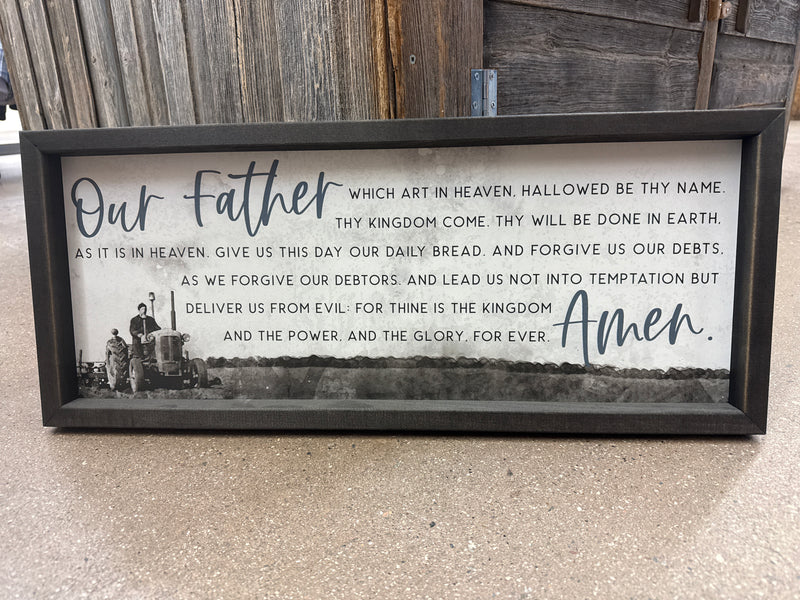 Our Father WHICH ART IN HEAVEN, HALLOWED BE THY NAME.
THY KINGDOM COME. THY WILL BE DONE IN EARTH,
AS IT IS IN HEAVEN. GIVE US THIS DAY OUR DAILY BREAD. AND FORGIVE US OUR DEBTS,
AS WE FORGIVE OUR DEBTORS. AND LEAD US NOT INTO TEMPTATION BUT
DELIVER US FROM EVIL: FOR THINE IS THE KINGDOM
AND THE POWER, AND THE GLORY, FOR EVER. Amen.